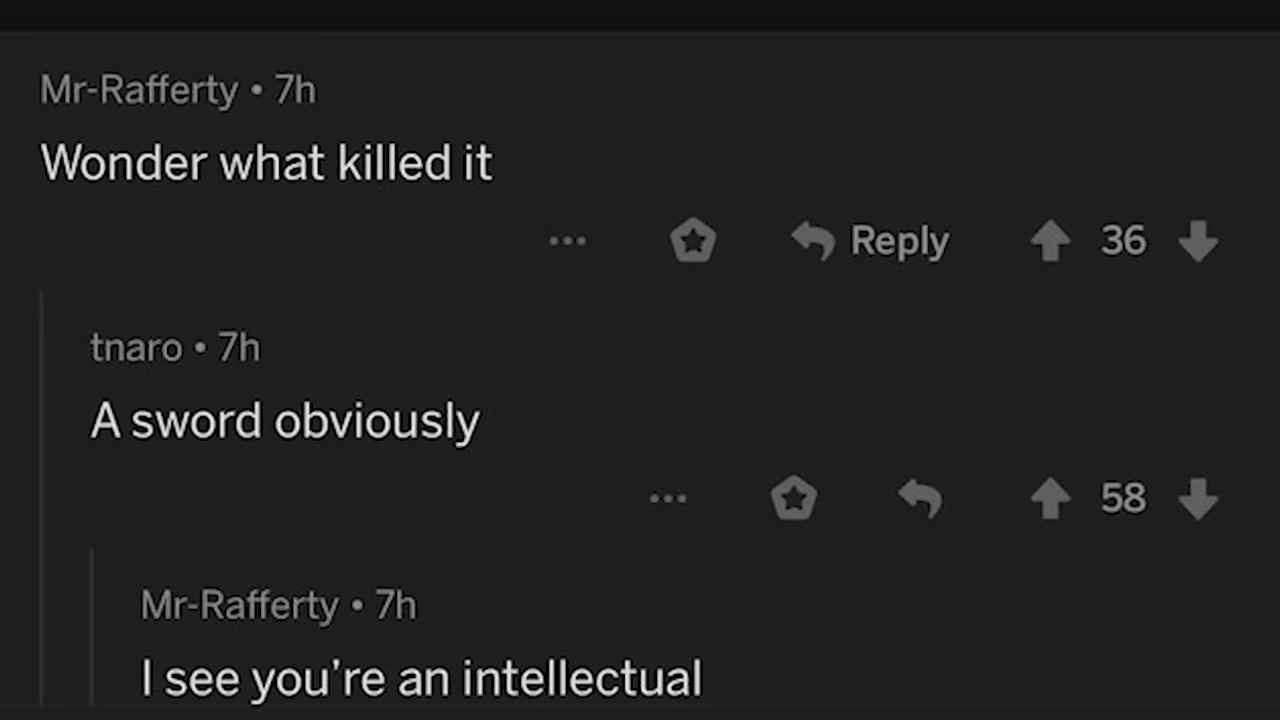 Mr-Rafferty • 7h
Wonder what killed it
Reply 36
tnaro • 7h
A sword obviously
58
Mr-Rafferty • 7h
I see you’re an intellectual